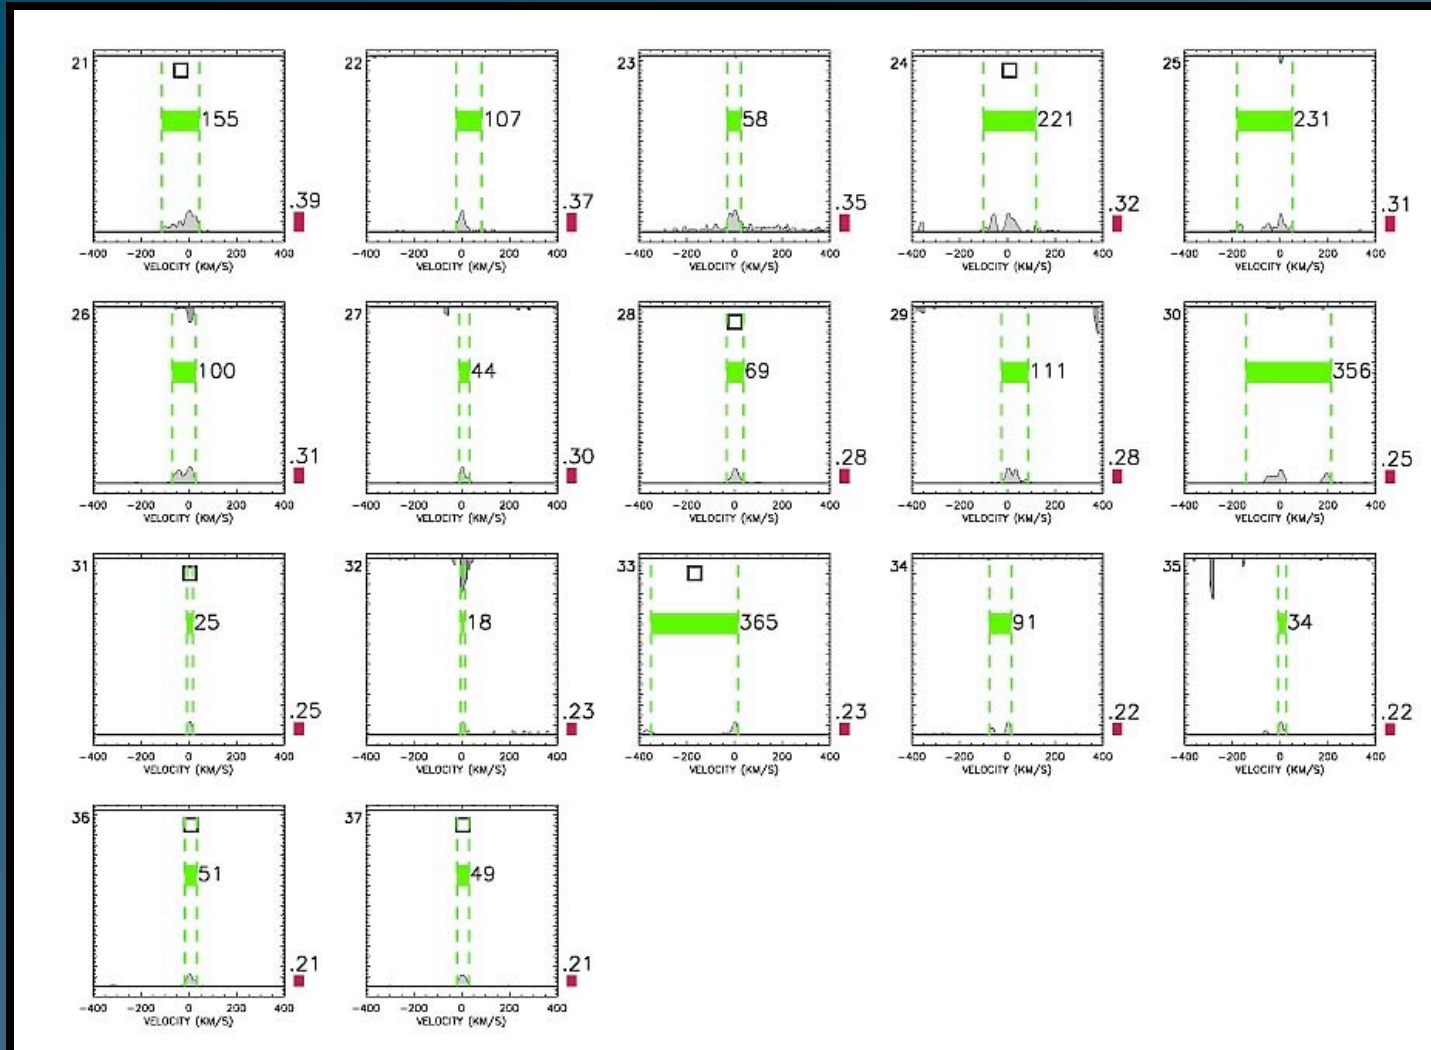 21 155 .39
-400 -200 0 200 400
VELOCITY (KM/S)
22 107 .37
-400 -200 0 200 400
VELOCITY (KM/S)
23 58 .35
-400 -200 0 200 400
VELOCITY (KM/S)
24 221 .32
-400 -200 0 200 400
VELOCITY (KM/S)
25 231 .31
-400 -200 0 200 400
VELOCITY (KM/S)
26 100 .31
-400 -200 0 200 400
VELOCITY (KM/S)
27 44 .30
-400 -200 0 200 400
VELOCITY (KM/S)
28 69 .28
-400 -200 0 200 400
VELOCITY (KM/S)
29 111 .28
-400 -200 0 200 400
VELOCITY (KM/S)
30 356 .25
-400 -200 0 200 400
VELOCITY (KM/S)
31 25 .25
-400 -200 0 200 400
VELOCITY (KM/S)
32 18 .23
-400 -200 0 200 400
VELOCITY (KM/S)
33 365 .23
-400 -200 0 200 400
VELOCITY (KM/S)
34 91 .22
-400 -200 0 200 400
VELOCITY (KM/S)
35 34 .22
-400 -200 0 200 400
VELOCITY (KM/S)
36 51 .21
-400 -200 0 200 400
VELOCITY (KM/S)
37 49 .21
-400 -200 0 200 400
VELOCITY (KM/S)